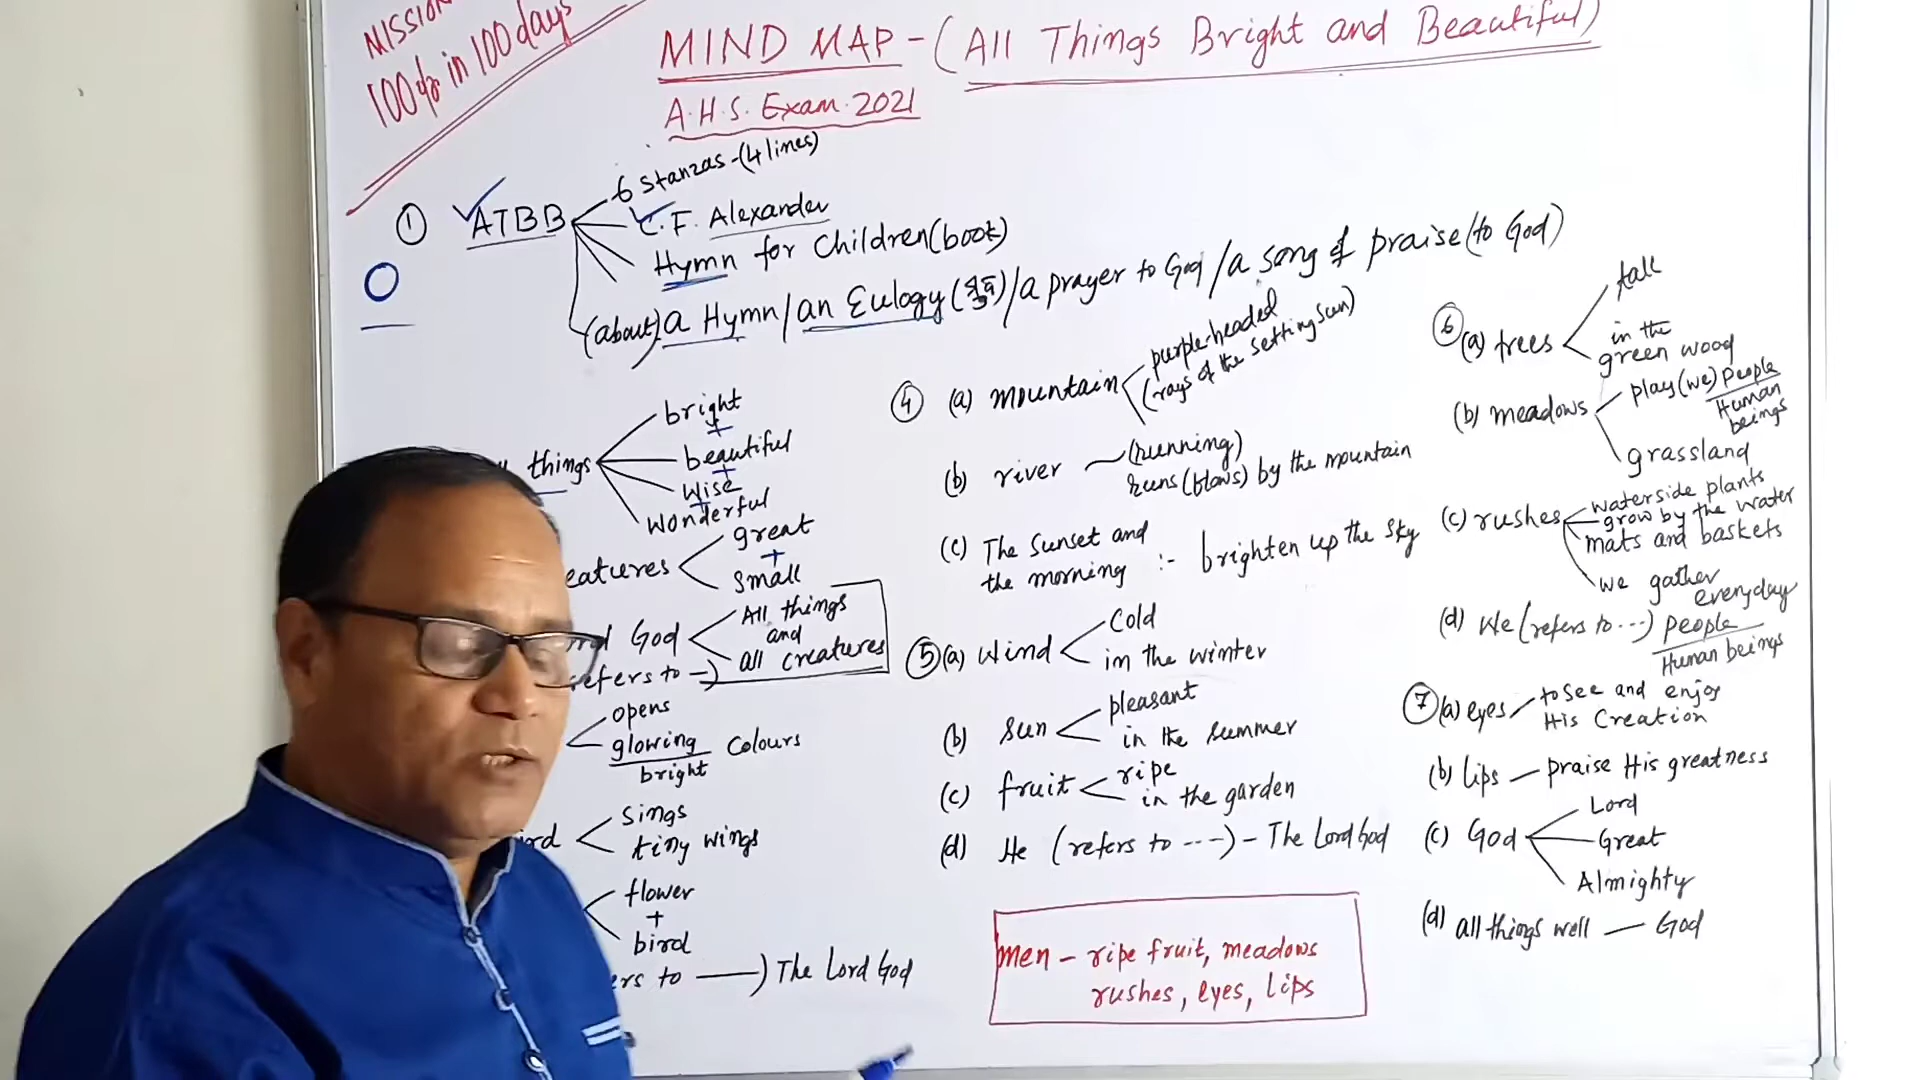 MISSION
100% in 100 days
MIND MAP - (All Things Bright and Beautiful)
A.H.S. Exam. 2021
① ATBB
6 Stanzas - (4 lines)
C.F. Alexander
Hymn for Children (book)
(about) a Hymn / an Eulogy / a prayer to God / a song of praise (to God)
things
bright
+
beautiful
+
wise
+
wonderful
eatures
great
+
small
God
All things
and
all creatures
refers to -)
opens
glowing colours
bright
ird
sings
tiny wings
flower
+
bird
ers to ——) The Lord God
④ (a) mountain
purple-headed
(rays of the setting sun)
(b) river
(running)
runs (flows) by the mountain
(c) The Sunset and
the morning :- brighten up the sky
⑤ (a) Wind
Cold
in the winter
(b) sun
pleasant
in the summer
(c) fruit
ripe
in the garden
(d) He (refers to ----) - The Lord God
men - ripe fruit, meadows
rushes, eyes, lips
⑥ (a) trees
tall
in the
green wood
(b) meadows
play (we) people
Human
beings
grassland
(c) rushes
waterside plants
grow by the water
mats and baskets
we gather
everyday
(d) We (refers to ---) people
Human beings
⑦ (a) eyes
to see and enjoy
His Creation
(b) lips — praise His greatness
(c) God
Lord
Great
Almighty
(d) all things well — God